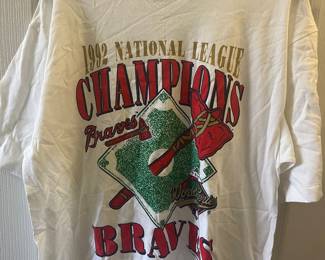 1992 NATIONAL LEAGUE
CHAMPIONS
Braves
BRAVES